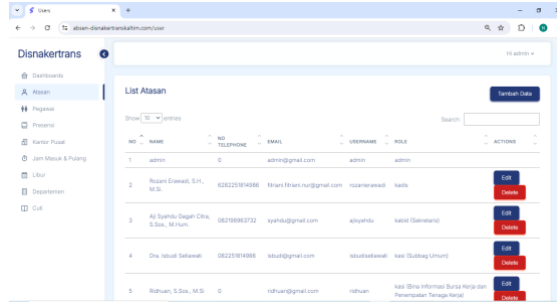 Users
absen-disnakertranskaltim.com/user
Disnakertrans
Hi admin
Dashboards
Atasan
Pegawai
Presensi
Kantor Pusat
Jam Masuk & Pulang
Libur
Departemen
Cuti
List Atasan
Tambah Data
Show 10 entries
Search:
NO NAME NO TELEPHONE EMAIL USERNAME ROLE ACTIONS
1 admin 0 admin@gmail.com admin admin
2 Rozani Erawadi, S.H., M.Si. 6282251814986 fitriani.fitriani.nur@gmail.com rozanierawadi kadis Edit Delete
3 Aji Syahdu Gagah Citra, S.Sos., M.Hum. 082198983732 syahdu@gmail.com ajisyahdu kabid (Sekretaris) Edit Delete
4 Dra. Isbudi Setiawati 082251814986 isbudi@gmail.com isbudisetiawati kasi (Subbag Umum) Edit Delete
5 Ridhuan, S.Sos., M.Si 0 ridhuan@gmail.com ridhuan kasi (Bina Informasi Bursa Kerja dan Penempatan Tenaga Kerja) Edit Delete